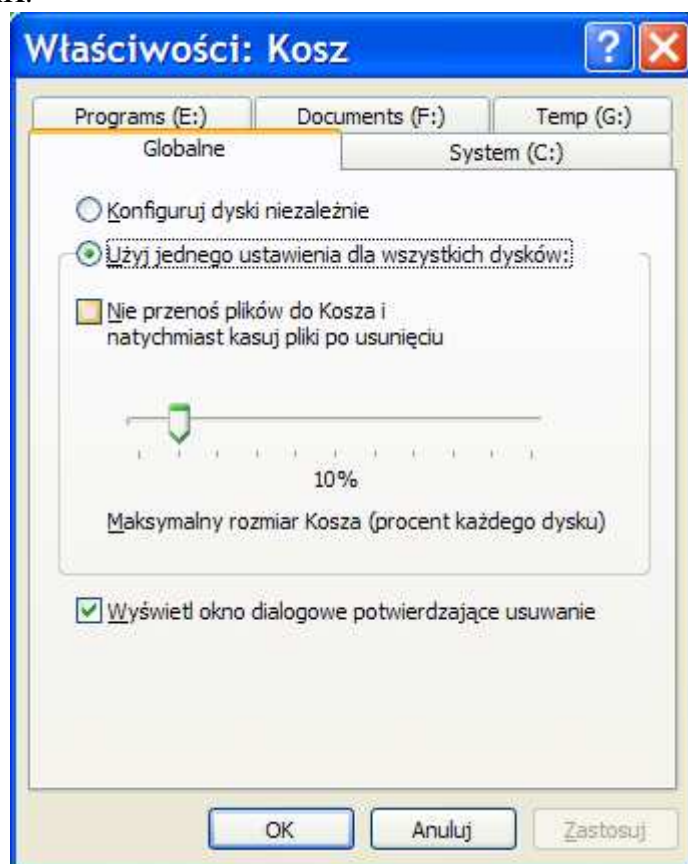 Właściwości: Kosz
Programs (E:) Documents (F:) Temp (G:)
Globalne System (C:)
Konfiguruj dyski niezależnie
Użyj jednego ustawienia dla wszystkich dysków:
Nie przenoś plików do Kosza i
natychmiast kasuj pliki po usunięciu
10%
Maksymalny rozmiar Kosza (procent każdego dysku)
Wyświetl okno dialogowe potwierdzające usuwanie
OK Anuluj Zastosuj